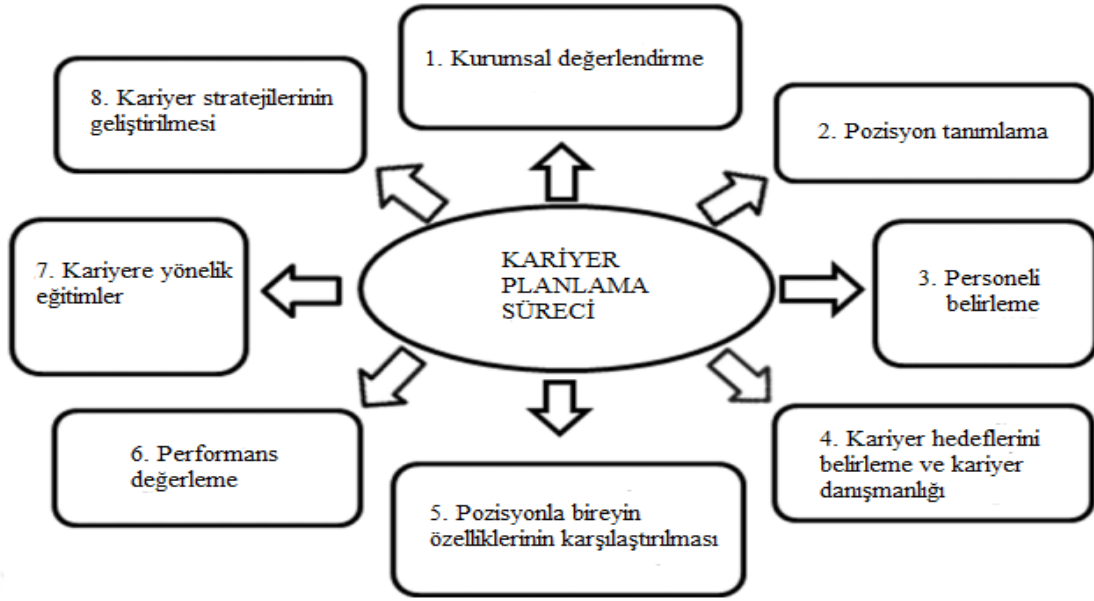 1. Kurumsal değerlendirme
8. Kariyer stratejilerinin
geliştirilmesi
2. Pozisyon tanımlama
KARİYER
PLANLAMA
SÜRECİ
7. Kariyere yönelik
eğitimler
3. Personeli
belirleme
6. Performans
değerleme
4. Kariyer hedeflerini
belirleme ve kariyer
danışmanlığı
5. Pozisyonla bireyin
özelliklerinin karşılaştırılması